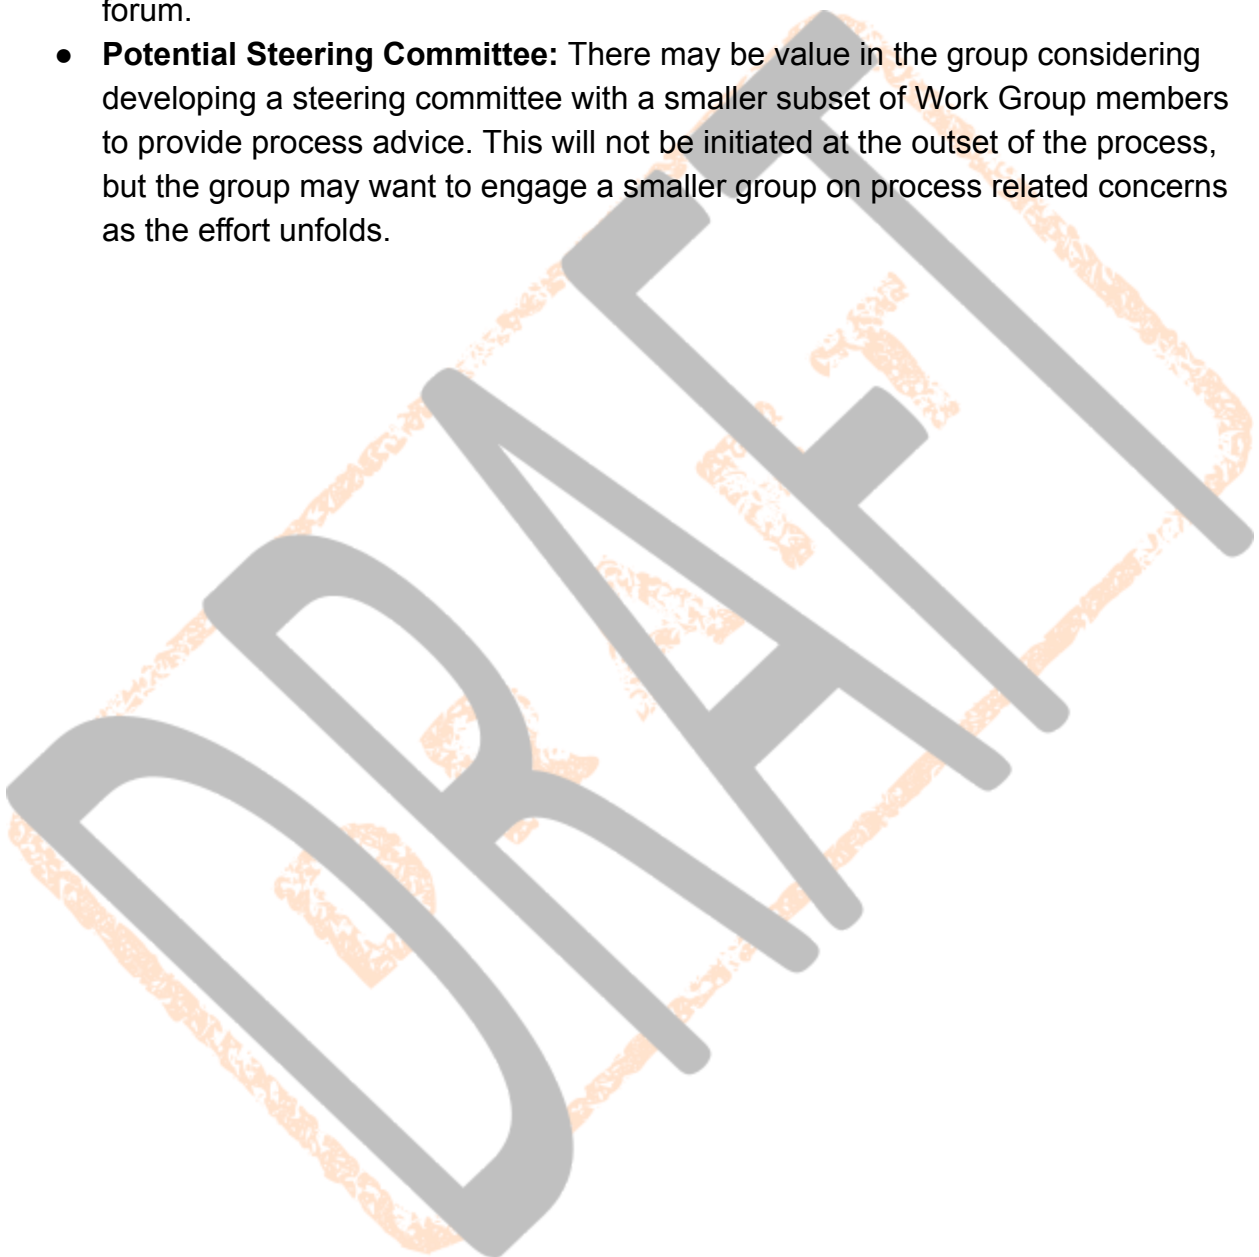 forum.
● Potential Steering Committee: There may be value in the group considering
developing a steering committee with a smaller subset of Work Group members
to provide process advice. This will not be initiated at the outset of the process,
but the group may want to engage a smaller group on process related concerns
as the effort unfolds.
DRAFT
DRAFT